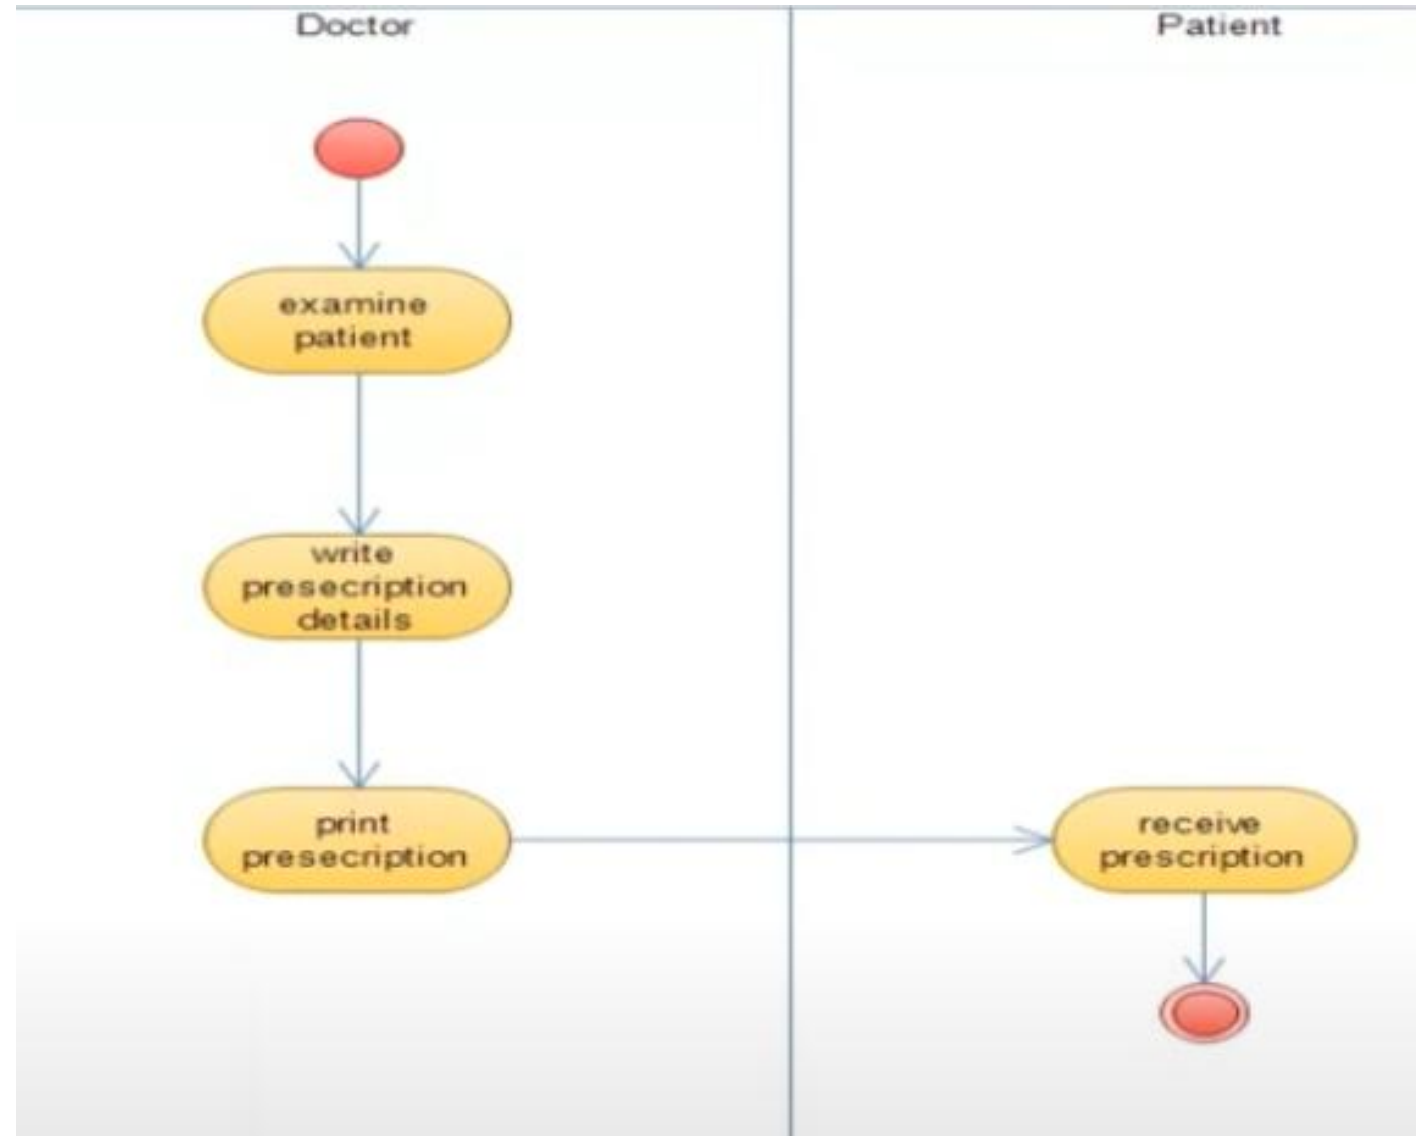 Doctor
Patient
examine
patient
write
presecription
details
print
presecription
receive
prescription